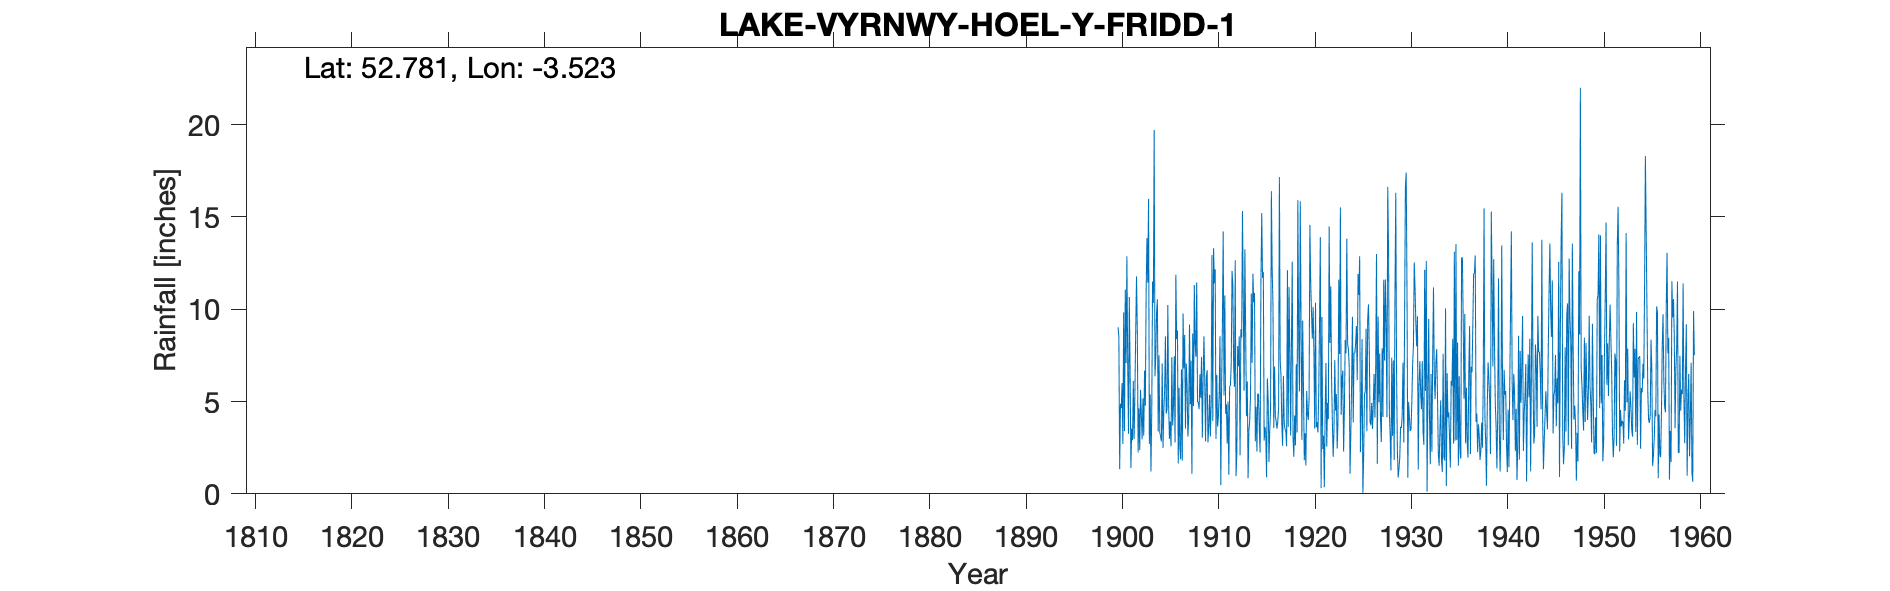 LAKE-VYRNWY-HOEL-Y-FRIDD-1
Lat: 52.781, Lon: -3.523
20
15
10
5
0
Rainfall [inches]
1810 1820 1830 1840 1850 1860 1870 1880 1890 1900 1910 1920 1930 1940 1950 1960
Year